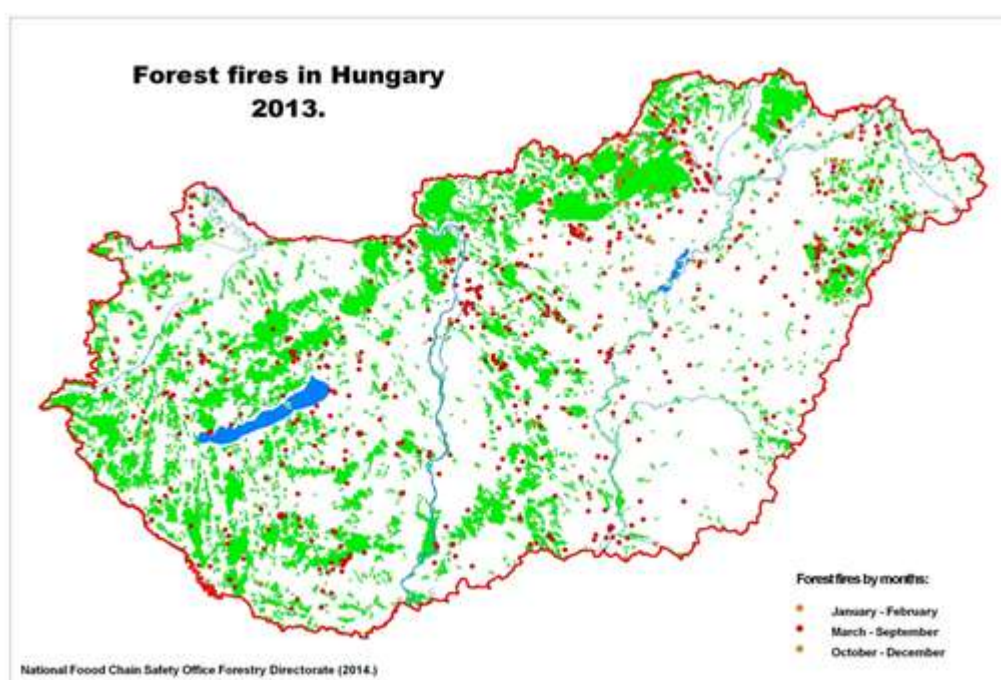 Forest fires in Hungary
2013.
Forest fires by months:
January - February
March - September
October - December
National Foood Chain Safety Office Forestry Directorate (2014.)